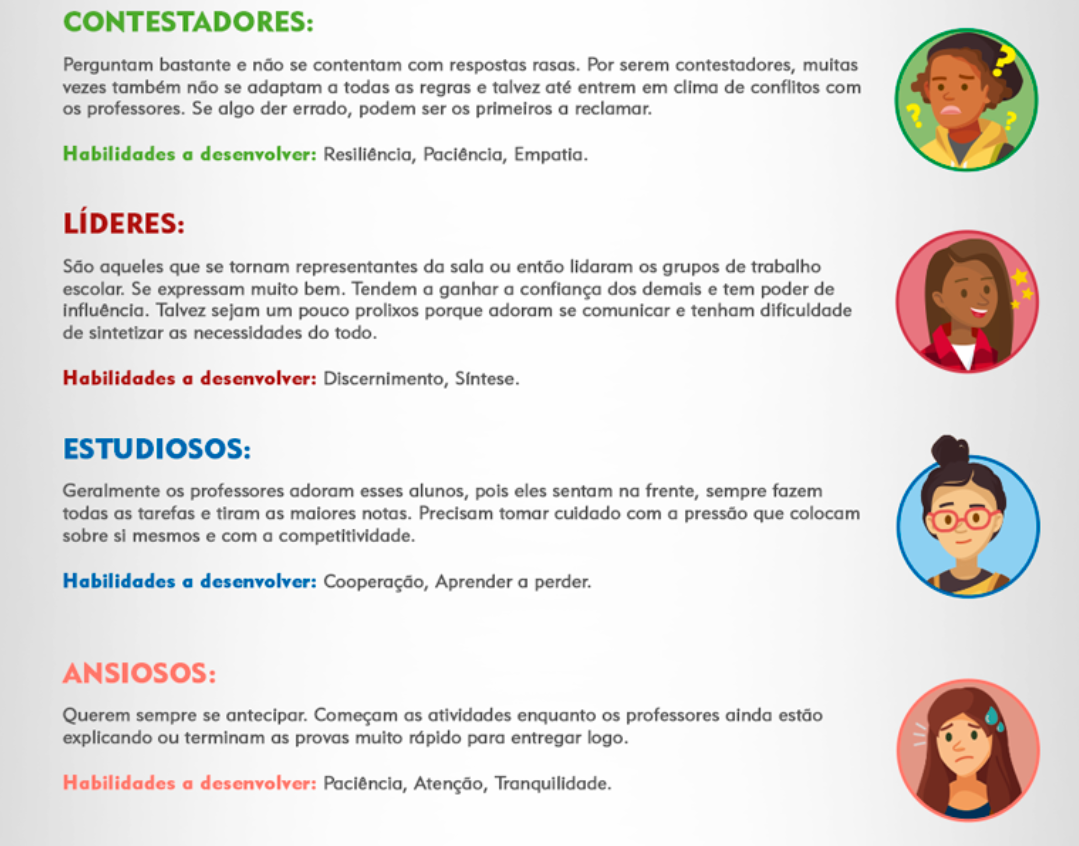 CONTESTADORES:
Perguntam bastante e não se contentam com respostas rasas. Por serem contestadores, muitas
vezes também não se adaptam a todas as regras e talvez até entrem em clima de conflitos com
os professores. Se algo der errado, podem ser os primeiros a reclamar.
Habilidades a desenvolver: Resiliência, Paciência, Empatia.
? ? ?
LÍDERES:
São aqueles que se tornam representantes da sala ou então lidaram os grupos de trabalho
escolar. Se expressam muito bem. Tendem a ganhar a confiança dos demais e tem poder de
influência. Talvez sejam um pouco prolixos porque adoram se comunicar e tenham dificuldade
de sintetizar as necessidades do todo.
Habilidades a desenvolver: Discernimento, Síntese.
ESTUDIOSOS:
Geralmente os professores adoram esses alunos, pois eles sentam na frente, sempre fazem
todas as tarefas e tiram as maiores notas. Precisam tomar cuidado com a pressão que colocam
sobre si mesmos e com a competitividade.
Habilidades a desenvolver: Cooperação, Aprender a perder.
ANSIOSOS:
Querem sempre se antecipar. Começam as atividades enquanto os professores ainda estão
explicando ou terminam as provas muito rápido para entregar logo.
Habilidades a desenvolver: Paciência, Atenção, Tranquilidade.